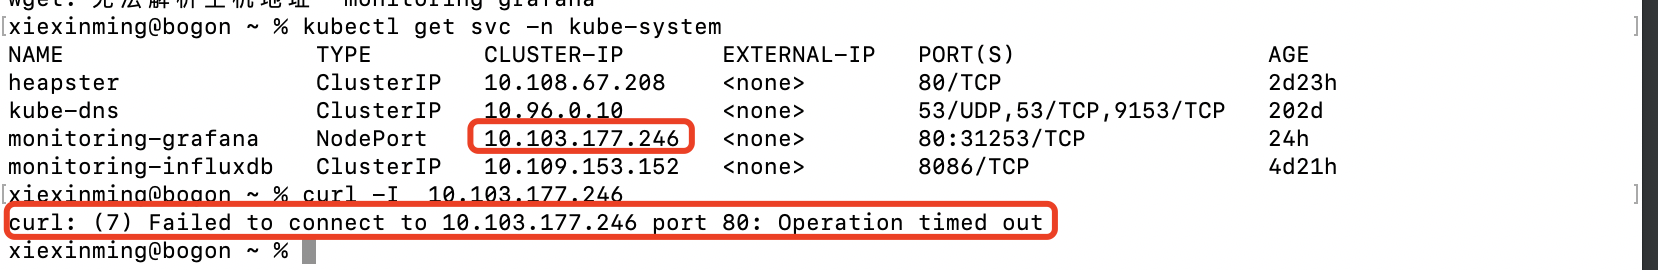 wget: 无法解析主机地址 "monitoring-grafana"
[xiexinming@bogon ~ % kubectl get svc -n kube-system ]
NAME TYPE CLUSTER-IP EXTERNAL-IP PORT(S) AGE
heapster ClusterIP 10.108.67.208 <none> 80/TCP 2d23h
kube-dns ClusterIP 10.96.0.10 <none> 53/UDP,53/TCP,9153/TCP 202d
monitoring-grafana NodePort 10.103.177.246 <none> 80:31253/TCP 24h
monitoring-influxdb ClusterIP 10.109.153.152 <none> 8086/TCP 4d21h
[xiexinming@bogon ~ % curl -I 10.103.177.246 ]
curl: (7) Failed to connect to 10.103.177.246 port 80: Operation timed out
xiexinming@bogon ~ %